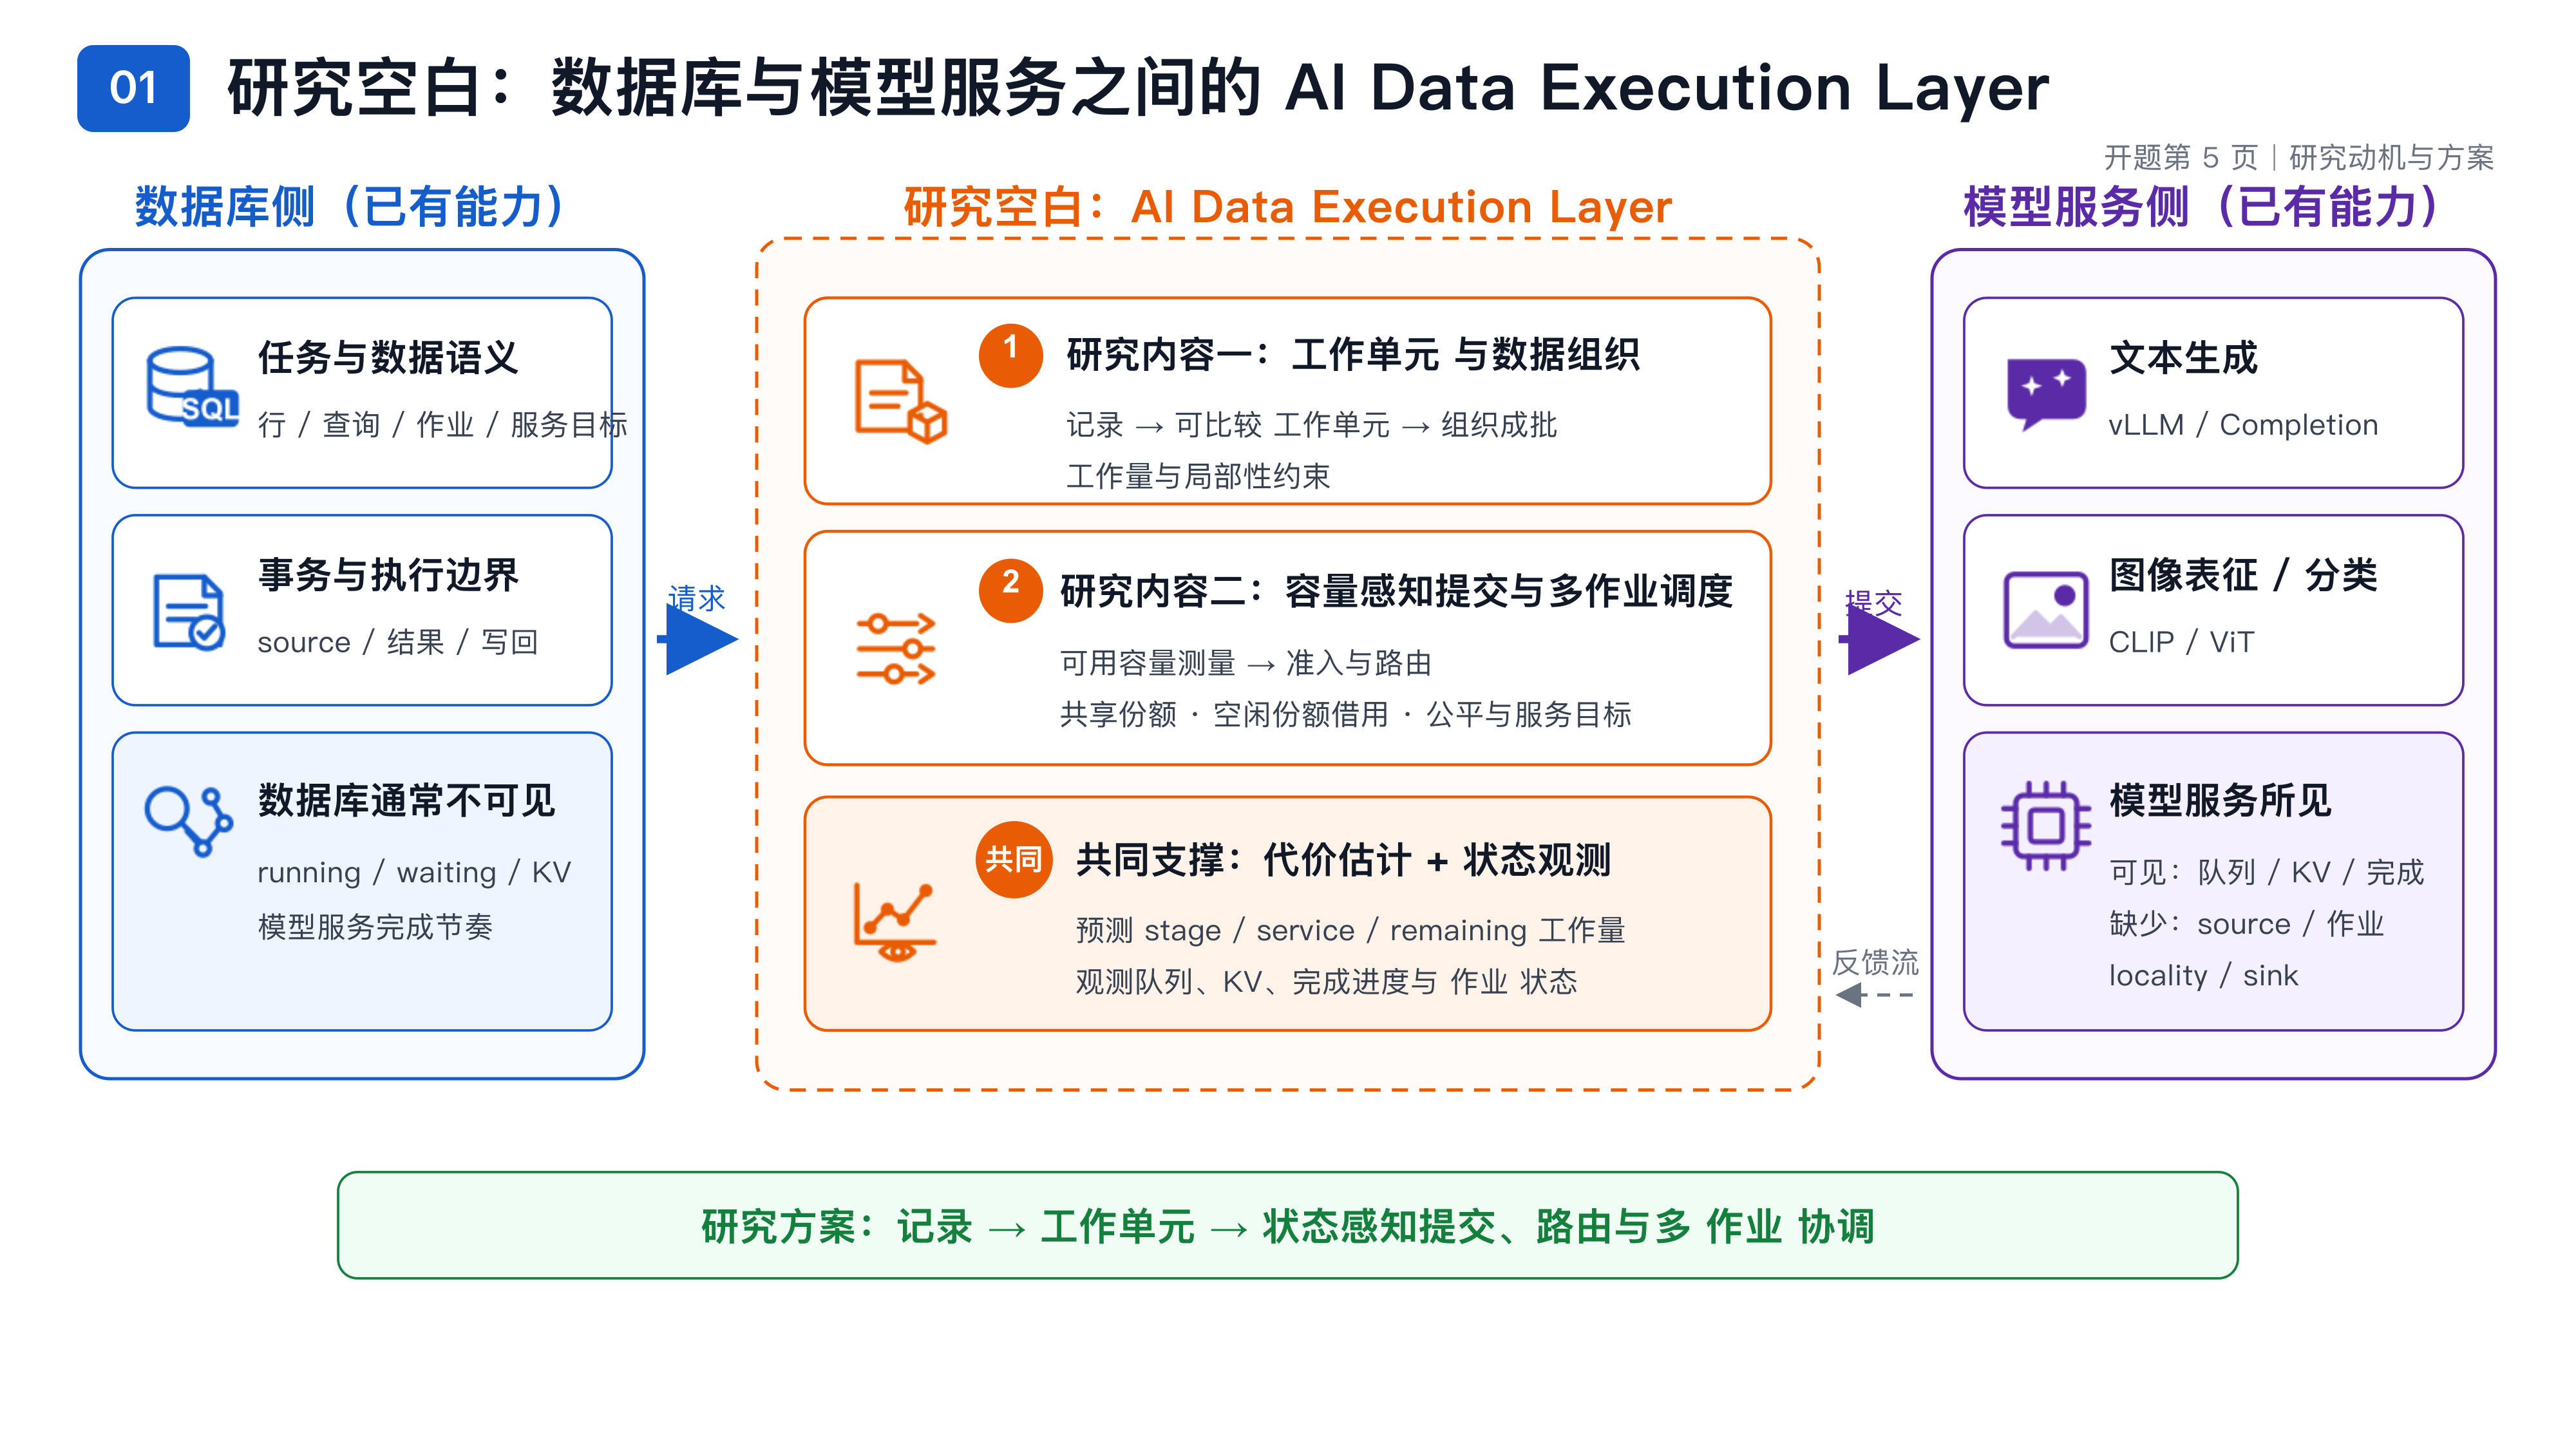 01
研究空白：数据库与模型服务之间的 AI Data Execution Layer
开题第 5 页｜研究动机与方案
数据库侧（已有能力）
SQL
任务与数据语义
行 / 查询 / 作业 / 服务目标
事务与执行边界
source / 结果 / 写回
数据库通常不可见
running / waiting / KV
模型服务完成节奏
请求
研究空白：AI Data Execution Layer
1
研究内容一：工作单元 与数据组织
记录 → 可比较 工作单元 → 组织成批
工作量与局部性约束
2
研究内容二：容量感知提交与多作业调度
可用容量测量 → 准入与路由
共享份额 · 空闲份额借用 · 公平与服务目标
共同
共同支撑：代价估计 + 状态观测
预测 stage / service / remaining 工作量
观测队列、KV、完成进度与 作业 状态
提交
反馈流
模型服务侧（已有能力）
文本生成
vLLM / Completion
图像表征 / 分类
CLIP / ViT
模型服务所见
可见：队列 / KV / 完成
缺少：source / 作业
locality / sink
研究方案：记录 → 工作单元 → 状态感知提交、路由与多 作业 协调